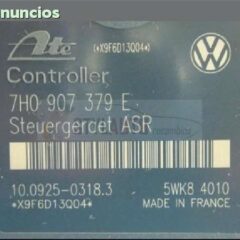 nuncios
Ate
*X9F6D13Q04*
Controller
7H0 907 379 E
Steuergeraet ASR
10.0925-0318.3
5WK8 4010
*X9F6D13Q04*
MADE IN FRANCE